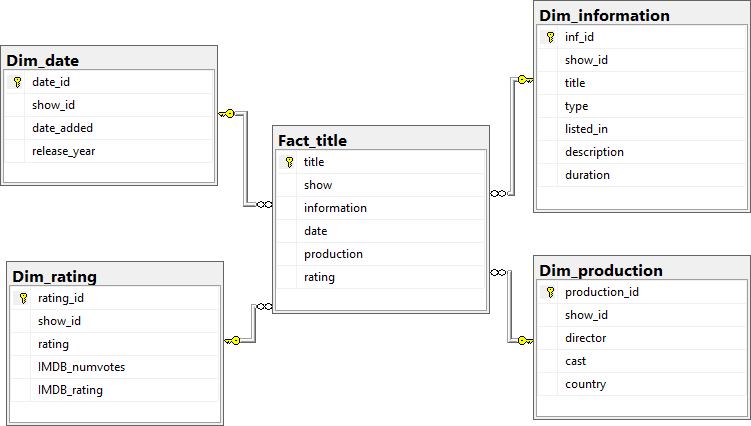 Dim_date
date_id
show_id
date_added
release_year
Dim_information
inf_id
show_id
title
type
listed_in
description
duration
Fact_title
title
show
information
date
production
rating
Dim_rating
rating_id
show_id
rating
IMDB_numvotes
IMDB_rating
Dim_production
production_id
show_id
director
cast
country